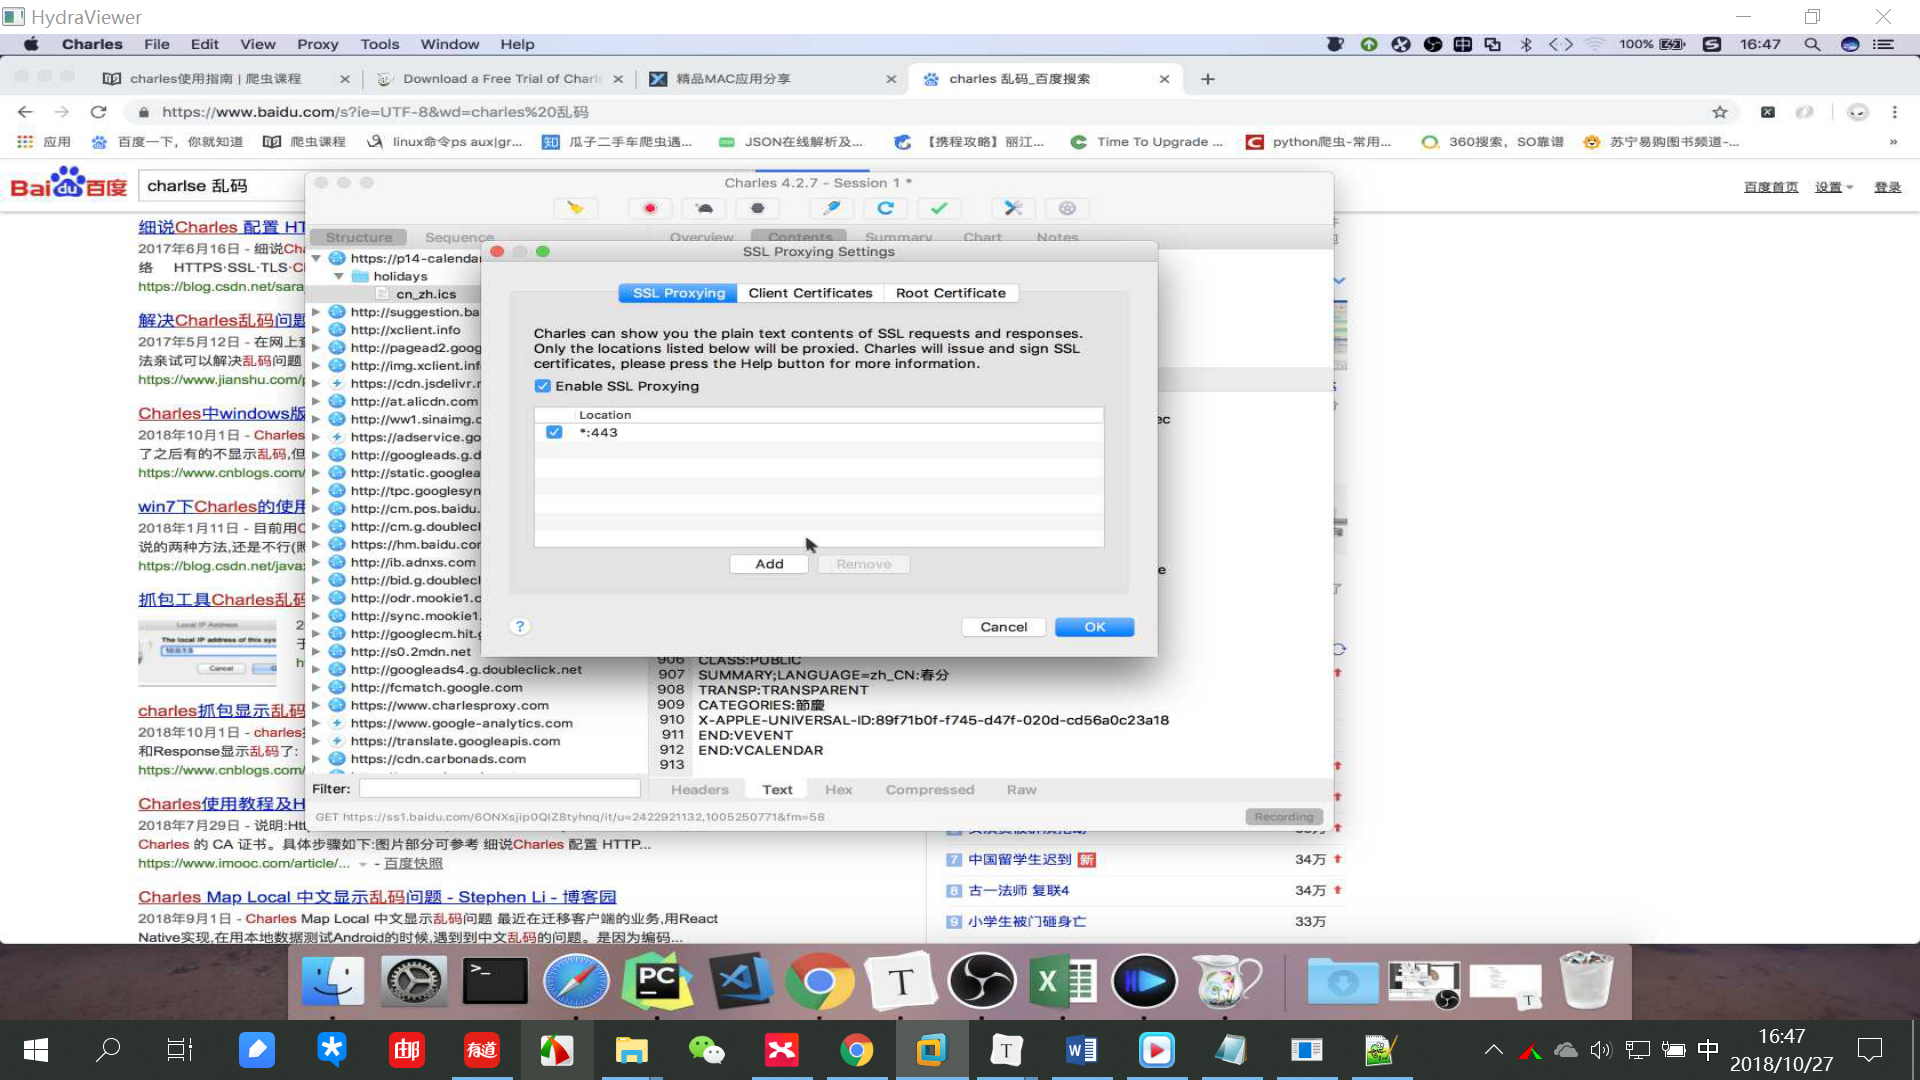 HydraViewer
Charles File Edit View Proxy Tools Window Help
100% 16:47
charles使用指南 | 爬虫课程
Download a Free Trial of Charl
精品MAC应用分享
charles 乱码_百度搜索
https://www.baidu.com/s?ie=UTF-8&wd=charles%20乱码
应用
百度一下，你就知道
爬虫课程
linux命令ps aux|gr...
瓜子二手车爬虫遇...
JSON在线解析及...
【携程攻略】丽江...
Time To Upgrade ...
python爬虫-常用...
360搜索，SO靠谱
苏宁易购图书频道-...
»
Bai du 百度
charlse 乱码
百度首页 设置 登录
细说Charles 配置 HT
2017年6月16日 - 细说Cha
络 HTTPS·SSL·TLS·C
https://blog.csdn.net/sara
解决Charles乱码问题
2017年5月12日 - 在网上
法亲试可以解决乱码问题
https://www.jianshu.com/p
Charles中windows版
2018年10月1日 - Charles
了之后有的不显示乱码,但
https://www.cnblogs.com/
win7下Charles的使用
2018年1月11日 - 目前用C
说的两种方法,还是不行(照
https://blog.csdn.net/java
抓包工具Charles乱码
Local IP Address
The local IP address of this sys
Cancel
charles抓包显示乱码
2018年10月1日 - charles
和Response显示乱码了:
https://www.cnblogs.com/
Charles使用教程及H
2018年7月29日 - 说明:Htt
Charles 的 CA 证书。具体步骤如下:图片部分可参考 细说Charles 配置 HTTP...
https://www.imooc.com/article/... - 百度快照
Charles Map Local 中文显示乱码问题 - Stephen Li - 博客园
2018年9月1日 - Charles Map Local 中文显示乱码问题 最近在迁移客户端的业务,用React
Native实现,在用本地数据测试Android的时候,遇到到中文乱码的问题。是因为编码...
Charles 4.2.7 - Session 1 *
Structure Sequence
Overview Contents Summary Chart Notes
https://p14-calendar
holidays
cn_zh.ics
http://suggestion.ba
http://xclient.info
http://pagead2.goog
http://img.xclient.inf
https://cdn.jsdelivr.r
http://at.alicdn.com
http://ww1.sinaimg.c
https://adservice.go
http://googleads.g.d
http://static.googlea
http://tpc.googlesyn
http://cm.pos.baidu.
http://cm.g.doublecl
https://hm.baidu.cor
http://ib.adnxs.com
http://bid.g.doublecl
http://odr.mookie1.c
http://sync.mookie1.
http://googlecm.hit.g
http://s0.2mdn.net
http://googleads4.g.doubleclick.net
http://fcmatch.google.com
https://www.charlesproxy.com
https://www.google-analytics.com
https://translate.googleapis.com
https://cdn.carbonads.com
Filter:
SSL Proxying Settings
SSL Proxying Client Certificates Root Certificate
Charles can show you the plain text contents of SSL requests and responses.
Only the locations listed below will be proxied. Charles will issue and sign SSL
certificates, please press the Help button for more information.
Enable SSL Proxying
Location
*:443
Add Remove
? Cancel OK
906 CLASS:PUBLIC
907 SUMMARY;LANGUAGE=zh_CN:春分
908 TRANSP:TRANSPARENT
909 CATEGORIES:節慶
910 X-APPLE-UNIVERSAL-ID:89f71b0f-f745-d47f-020d-cd56a0c23a18
911 END:VEVENT
912 END:VCALENDAR
913
Headers Text Hex Compressed Raw
GET https://ss1.baidu.com/6ONXsjip0QIZ8tyhnq/it/u=2422921132,1005250771&fm=58
Recording
7 中国留学生迟到 新 34万
8 古一法师 复联4 34万
9 小学生被门砸身亡 33万
PC
T
X
邮
有道
T
W
中
16:47
2018/10/27